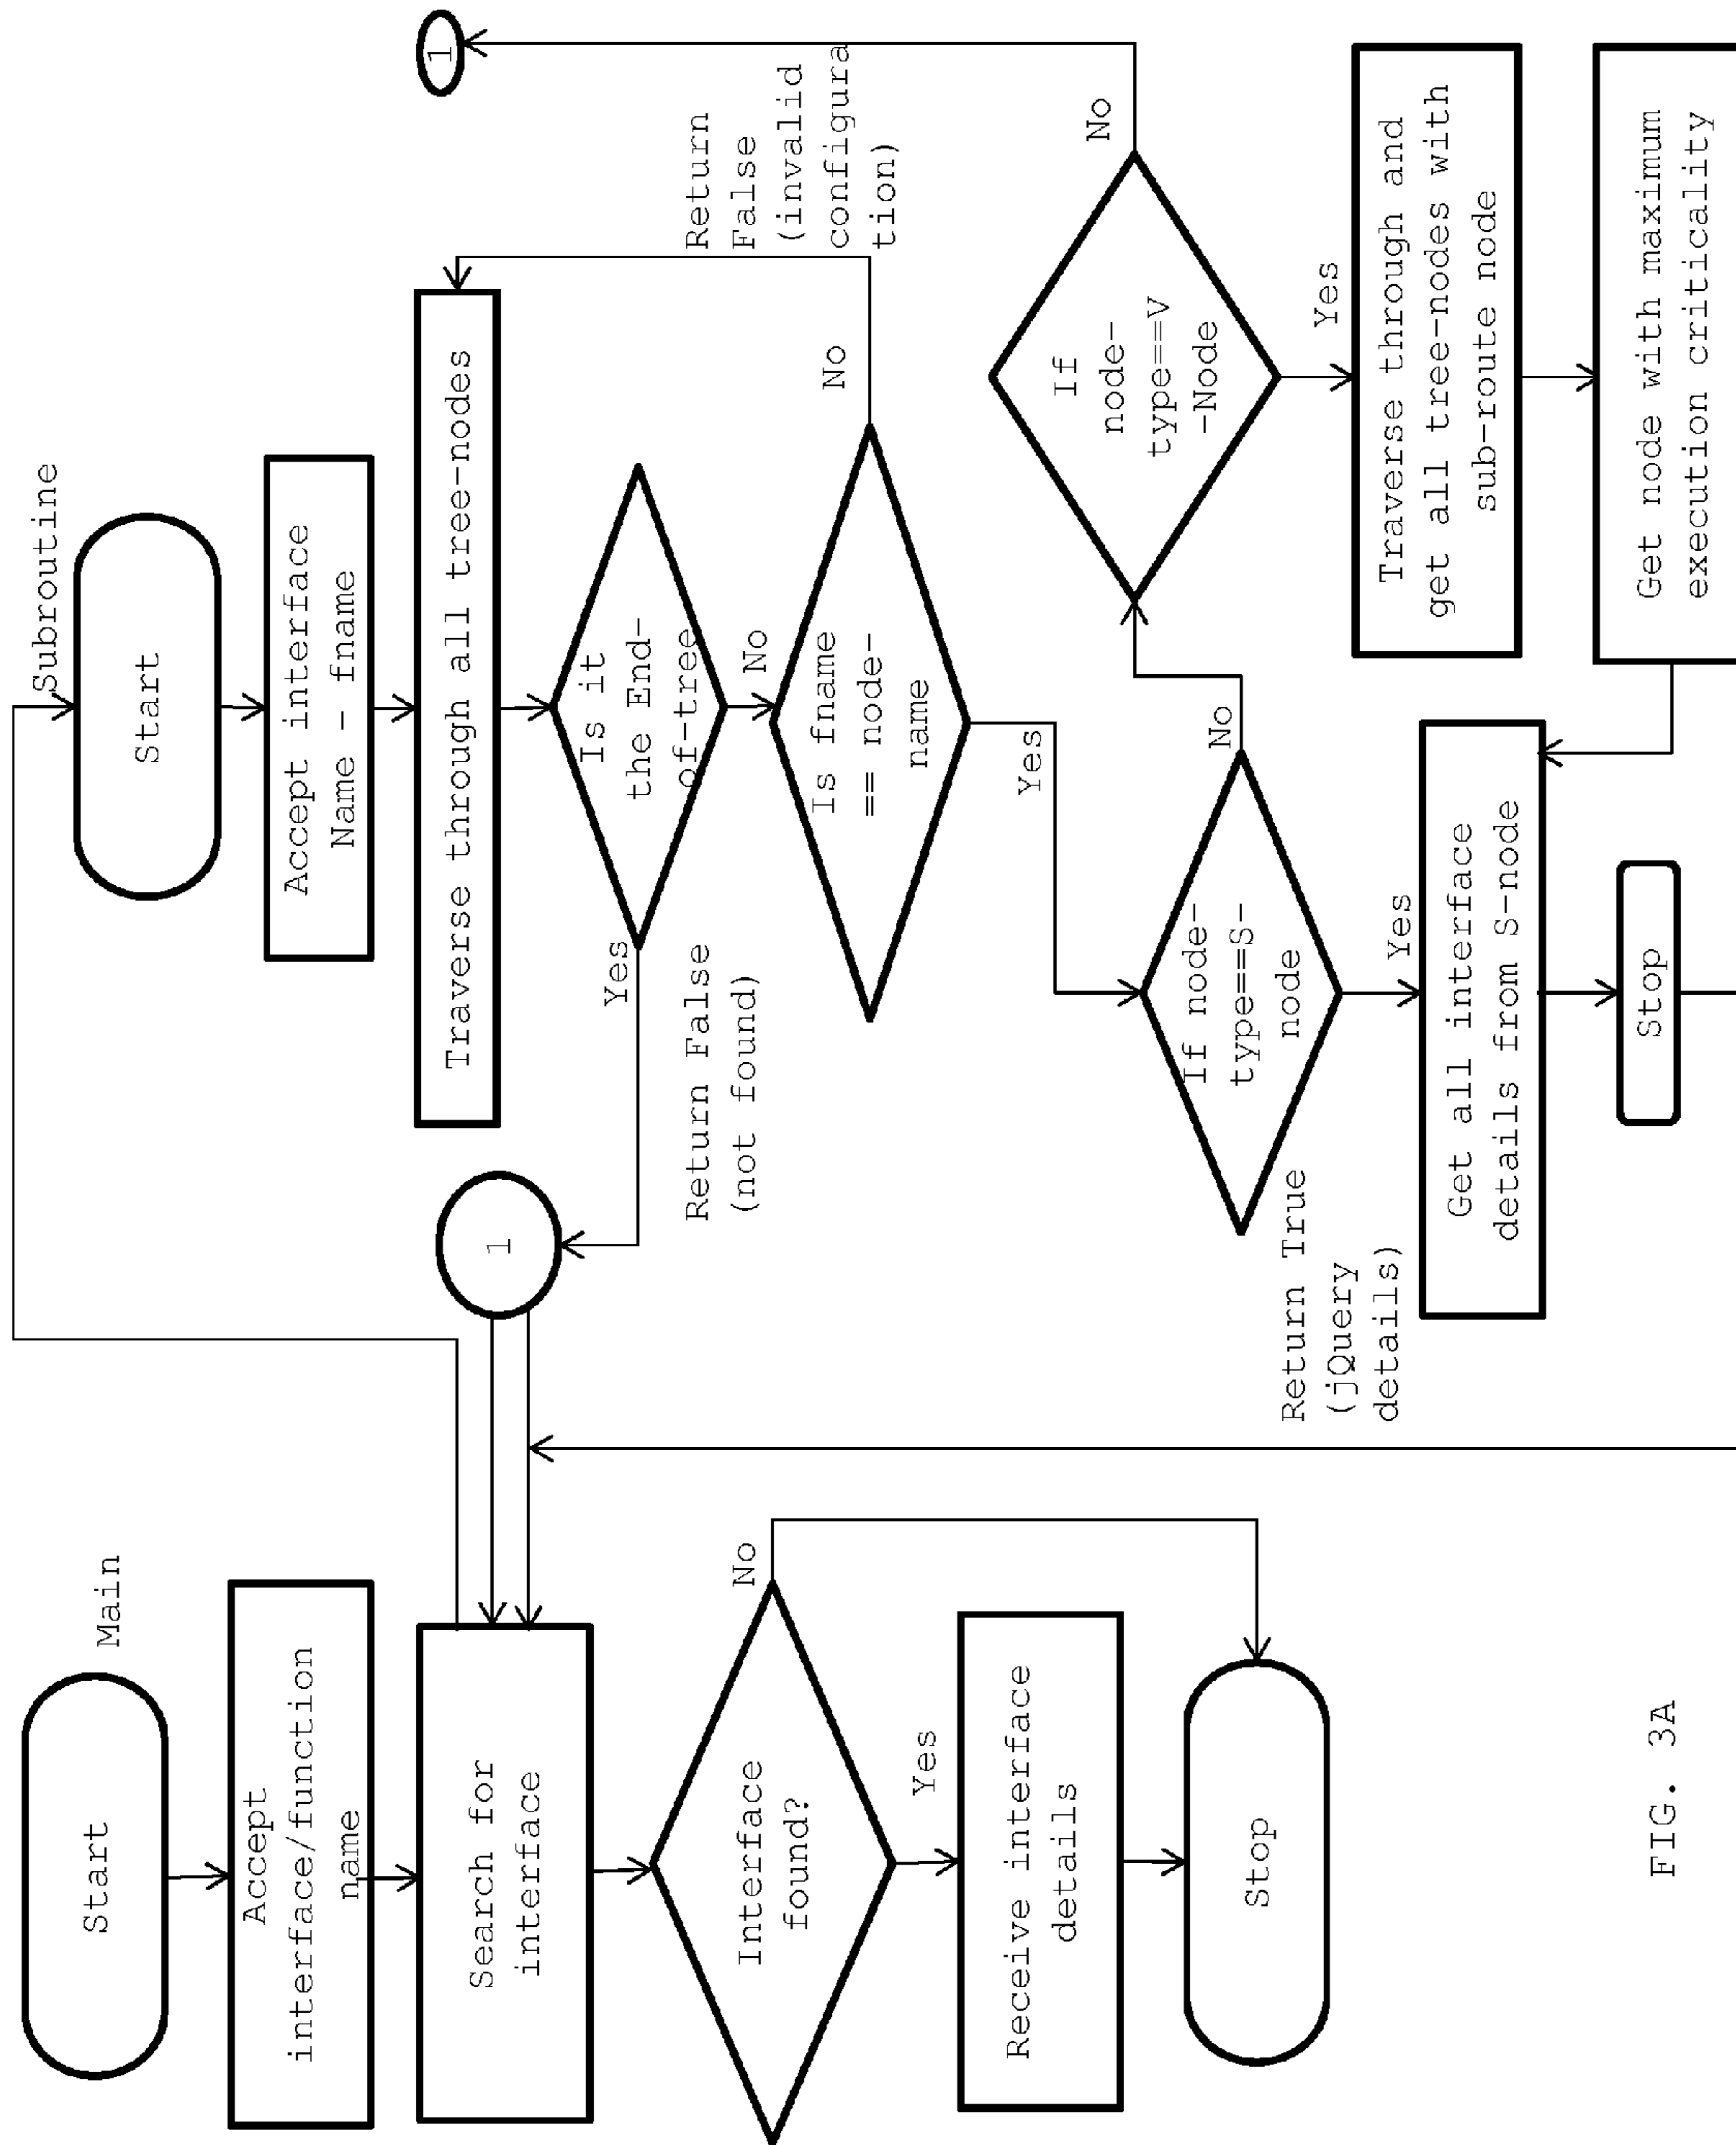 Main
Start
Accept
interface/function
name
Search for
interface
Interface
found?
No
Yes
Receive interface
details
Stop
Subroutine
Start
Accept interface
Name - fname
Traverse through all tree-nodes
Is it
the End-
of-tree
Yes
No
1
Return False
(not found)
Is fname
== node-
name
No
Yes
Return
False
(invalid
configura
tion)
1
If node-
type==S-
node
No
Yes
If
node-
type==V
-Node
No
Yes
Traverse through and
get all tree-nodes with
sub-route node
Get node with maximum
execution criticality
Return True
(jQuery
details)
Get all interface
details from S-node
Stop
FIG. 3A